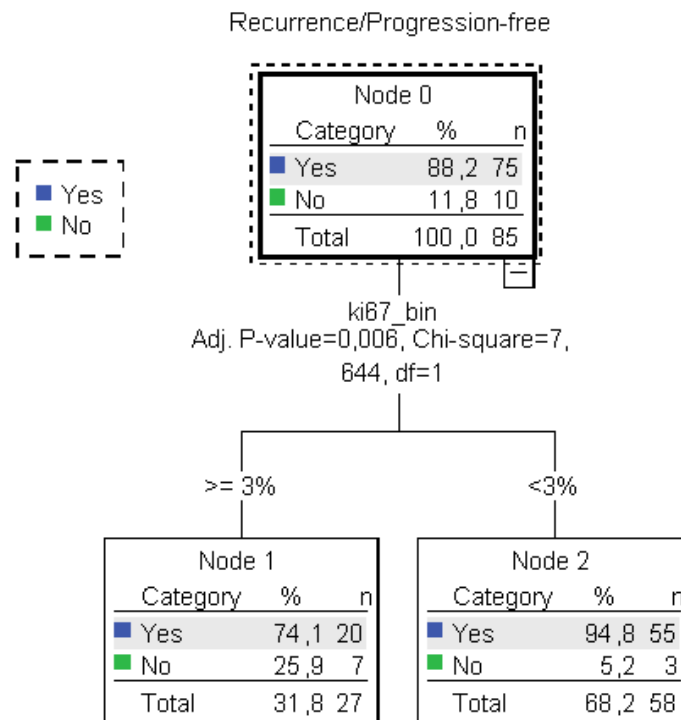 Recurrence/Progression-free
Node 0
Category % n
Yes 88,2 75
No 11,8 10
Total 100,0 85
Yes
No
ki67_bin
Adj. P-value=0,006, Chi-square=7,
644, df=1
>= 3%
<3%
Node 1
Category % n
Yes 74,1 20
No 25,9 7
Total 31,8 27
Node 2
Category % n
Yes 94,8 55
No 5,2 3
Total 68,2 58